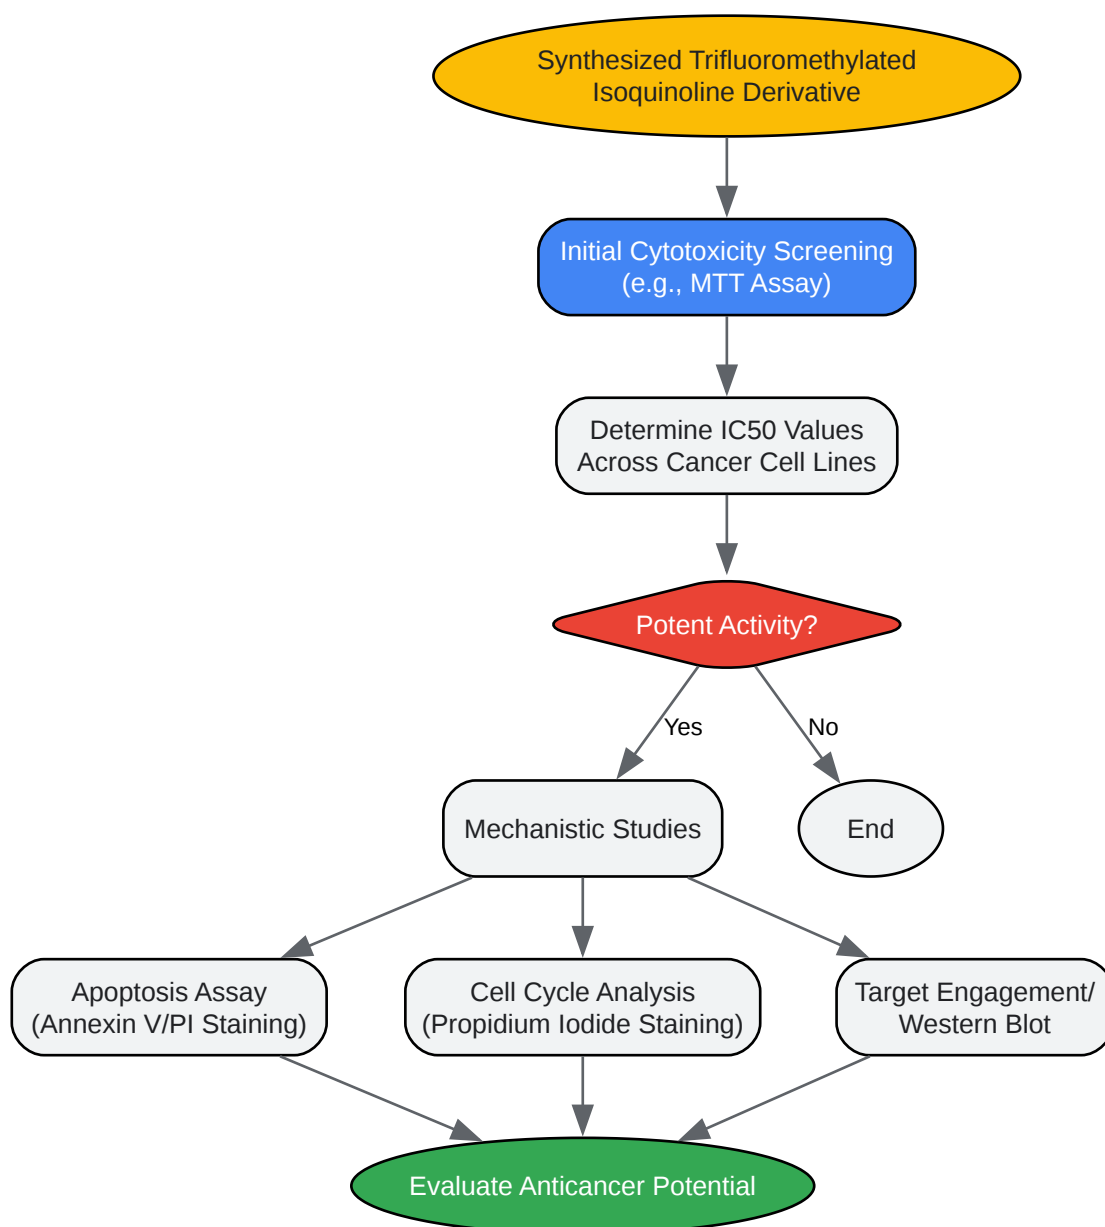 Synthesized Trifluoromethylated
Isoquinoline Derivative
Initial Cytotoxicity Screening
(e.g., MTT Assay)
Determine IC50 Values
Across Cancer Cell Lines
Potent Activity?
Yes
No
Mechanistic Studies
End
Apoptosis Assay
(Annexin V/PI Staining)
Cell Cycle Analysis
(Propidium Iodide Staining)
Target Engagement/
Western Blot
Evaluate Anticancer Potential